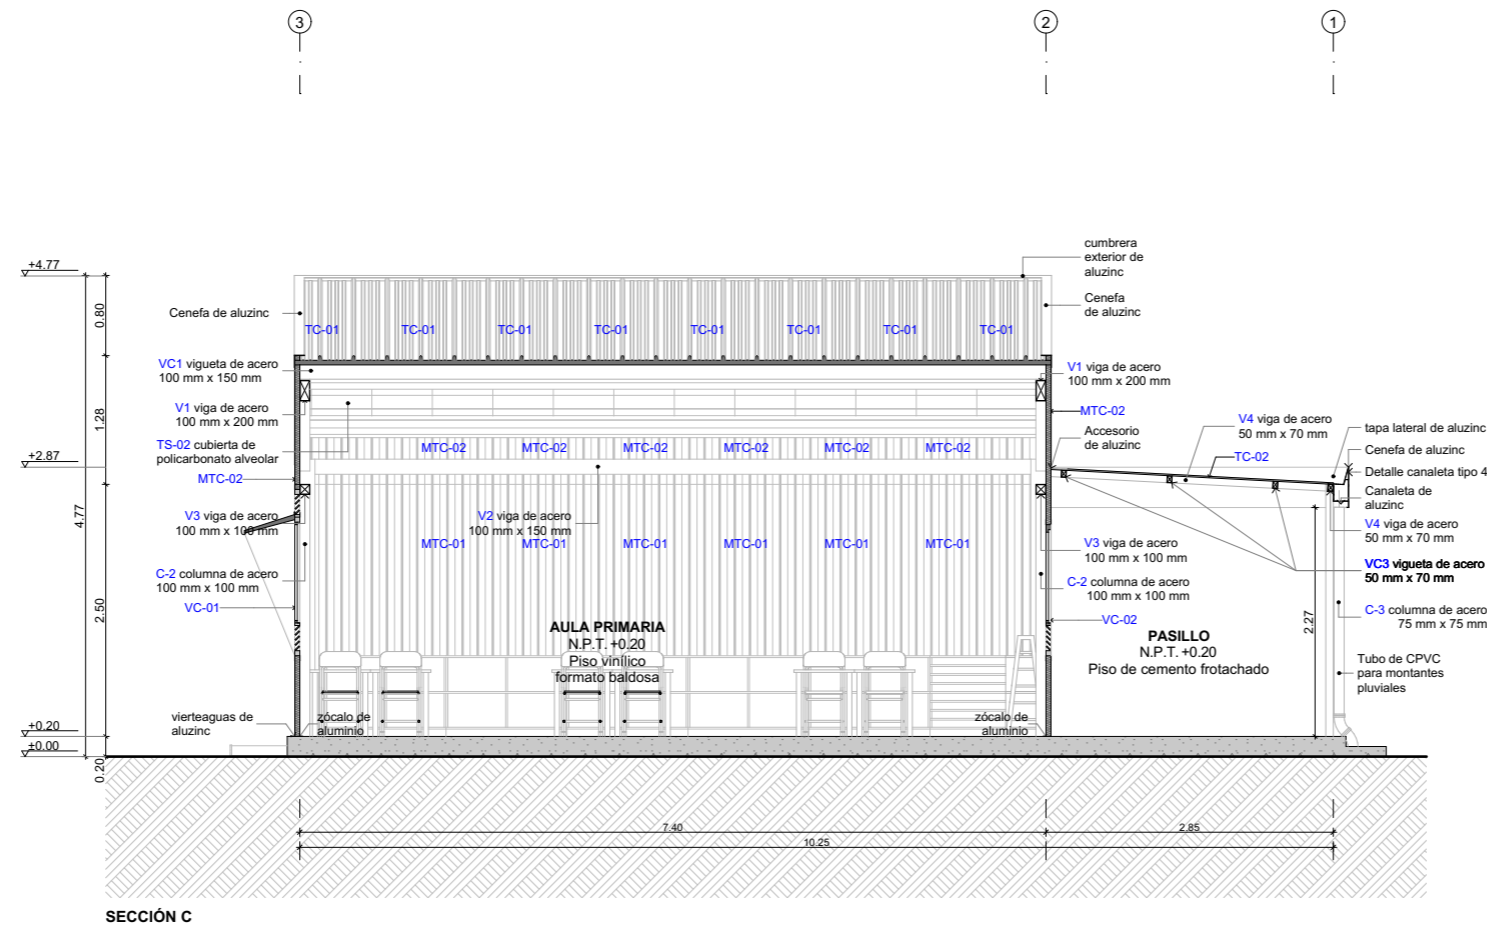 3
2
1
+4.77
0.80
1.28
+2.87
4.77
2.50
+0.20
±0.00
0.20
cumbrera
exterior de
aluzinc
Cenefa de aluzinc
Cenefa
de aluzinc
TC-01 TC-01 TC-01 TC-01 TC-01 TC-01 TC-01 TC-01
VC1 vigueta de acero
100 mm x 150 mm
V1 viga de acero
100 mm x 200 mm
V1 viga de acero
100 mm x 200 mm
MTC-02
TS-02 cubierta de
policarbonato alveolar
MTC-02
MTC-02 MTC-02 MTC-02 MTC-02 MTC-02 MTC-02
Accesorio
de aluzinc
V4 viga de acero
50 mm x 70 mm
TC-02
tapa lateral de aluzinc
Cenefa de aluzinc
Detalle canaleta tipo 4
Canaleta de
aluzinc
V4 viga de acero
50 mm x 70 mm
VC3 vigueta de acero
50 mm x 70 mm
C-3 columna de acero
75 mm x 75 mm
Tubo de CPVC
para montantes
pluviales
V3 viga de acero
100 mm x 100 mm
V2 viga de acero
100 mm x 150 mm
MTC-01 MTC-01 MTC-01 MTC-01 MTC-01 MTC-01
V3 viga de acero
100 mm x 100 mm
C-2 columna de acero
100 mm x 100 mm
C-2 columna de acero
100 mm x 100 mm
VC-01
VC-02
2.27
AULA PRIMARIA
N.P.T. +0.20
Piso vinílico
formato baldosa
PASILLO
N.P.T. +0.20
Piso de cemento frotachado
vierteaguas de
aluzinc
zócalo de
aluminio
zócalo de
aluminio
7.40
2.85
10.25
SECCIÓN C